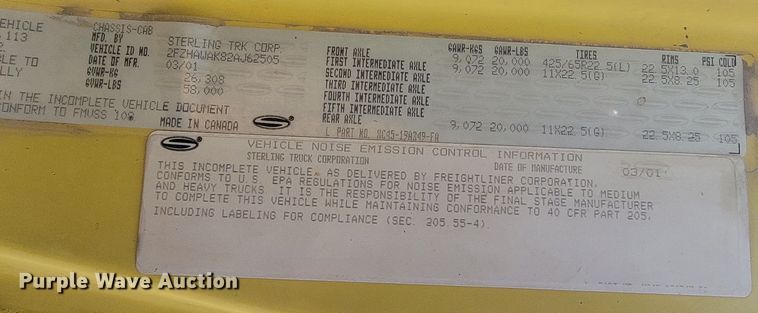 EHICLE
113
LE TO
LLY
IN THE INCOMPLETE VEHICLE DOCUMENT
ONFORM TO FMVSS 108
CHASSIS-CAB
MFD. BY STERLING TRK CORP.
VEHICLE ID NO. 2FZHAWAK82AJ62505
DATE OF MFR. 03/01
GVWR-KG 26,308
GVWR-LBS 58,000
MADE IN CANADA
GAWR-KGS GAWR-LBS TIRES RIMS PSI COLD
FRONT AXLE 9,072 20,000 425/65R22.5(L) 22.5X13.0 105
FIRST INTERMEDIATE AXLE 9,072 20,000 11X22.5(G) 22.5X8.25 105
SECOND INTERMEDIATE AXLE
THIRD INTERMEDIATE AXLE
FOURTH INTERMEDIATE AXLE
FIFTH INTERMEDIATE AXLE
REAR AXLE 9,072 20,000 11X22.5(G) 22.5X8.25 105
L PART NO.
VEHICLE NOISE EMISSION CONTROL INFORMATION
STERLING TRUCK CORPORATION DATE OF MANUFACTURE 03/01
THIS INCOMPLETE VEHICLE, AS DELIVERED BY FREIGHTLINER CORPORATION,
CONFORMS TO U.S. EPA REGULATIONS FOR NOISE EMISSION APPLICABLE TO MEDIUM
AND HEAVY TRUCKS. IT IS THE RESPONSIBILITY OF THE FINAL STAGE MANUFACTURER
TO COMPLETE THIS VEHICLE WHILE MAINTAINING CONFORMANCE TO 40 CFR PART 205,
INCLUDING LABELING FOR COMPLIANCE (SEC. 205.55-4).
Purple Wave Auction